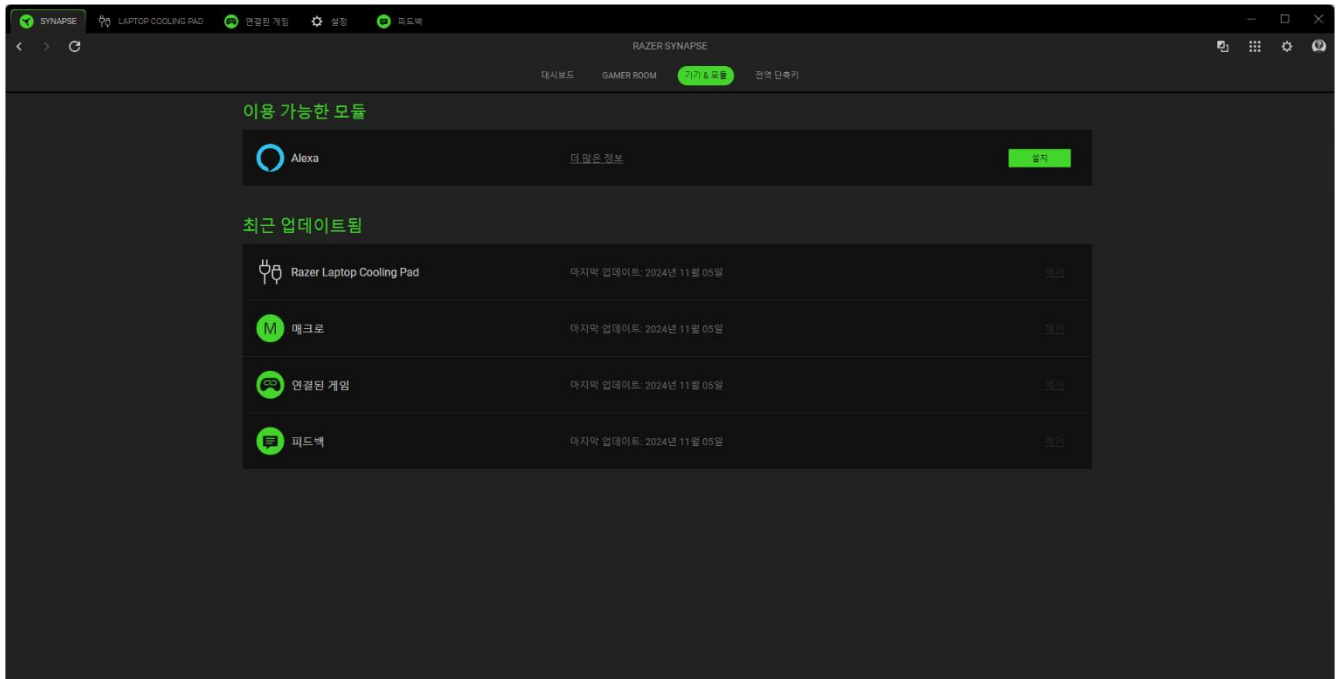 SYNAPSE LAPTOP COOLING PAD 연결된 게임 설정 피드백
RAZER SYNAPSE
대시보드 GAMER ROOM 기기 & 모듈 전역 단축키
이용 가능한 모듈
Alexa 더 많은 정보 설치
최근 업데이트됨
Razer Laptop Cooling Pad 마지막 업데이트: 2024년 11월 05일 제거
M 매크로 마지막 업데이트: 2024년 11월 05일 제거
연결된 게임 마지막 업데이트: 2024년 11월 05일 제거
피드백 마지막 업데이트: 2024년 11월 05일 제거